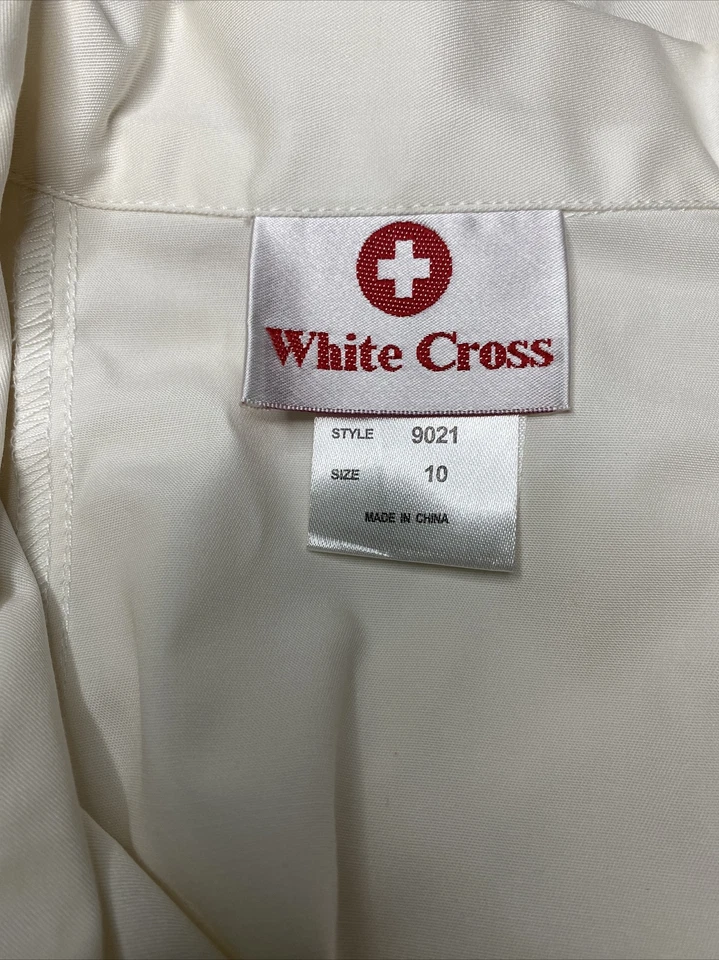 White Cross
STYLE 9021
SIZE 10
MADE IN CHINA